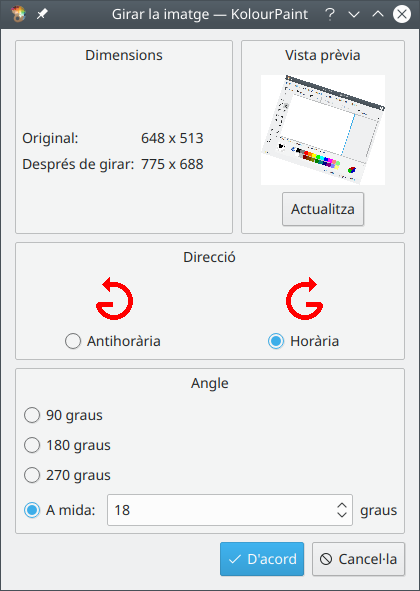 Girar la imatge — KolourPaint
Dimensions
Original: 648 x 513
Després de girar: 775 x 688
Vista prèvia
Actualitza
Direcció
Antihorària
Horària
Angle
90 graus
180 graus
270 graus
A mida: 18 graus
D'acord
Cancel·la